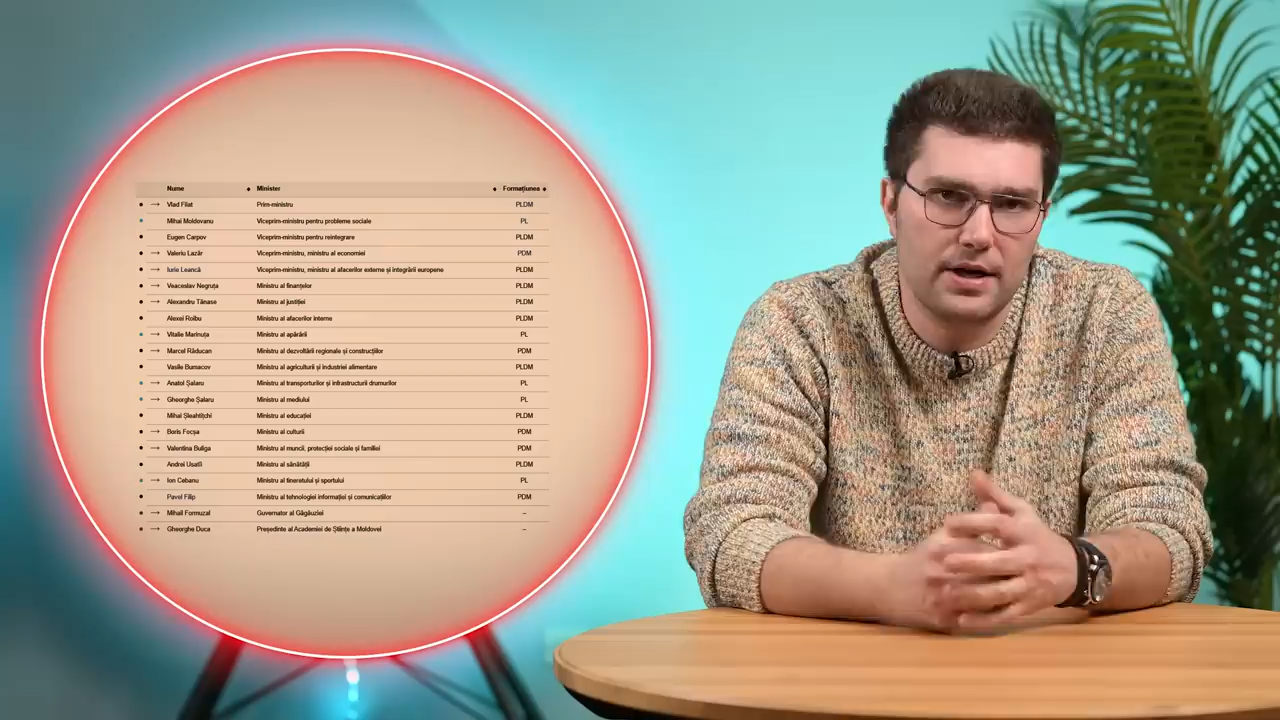 Nume Minister Formațiunea
→ Vlad Filat Prim-ministru PLDM
Mihai Moldovanu Viceprim-ministru pentru probleme sociale PL
Eugen Carpov Viceprim-ministru pentru reintegrare PLDM
→ Valeriu Lazăr Viceprim-ministru, ministru al economiei PDM
→ Iurie Leancă Viceprim-ministru, ministru al afacerilor externe și integrării europene PLDM
→ Veaceslav Negruța Ministru al finanțelor PLDM
→ Alexandru Tănase Ministru al justiției PLDM
Alexei Roibu Ministru al afacerilor interne PLDM
→ Vitalie Marinuța Ministru al apărării PL
→ Marcel Răducan Ministru al dezvoltării regionale și construcțiilor PDM
Vasile Bumacov Ministru al agriculturii și industriei alimentare PLDM
→ Anatol Șalaru Ministru al transporturilor și infrastructurii drumurilor PL
→ Gheorghe Șalaru Ministru al mediului PL
Mihai Șleahtițchi Ministru al educației PLDM
→ Boris Focșa Ministru al culturii PDM
→ Valentina Buliga Ministru al muncii, protecției sociale și familiei PDM
Andrei Usatîi Ministru al sănătății PLDM
→ Ion Cebanu Ministru al tineretului și sportului PL
Pavel Filip Ministru al tehnologiei informației și comunicațiilor PDM
→ Mihail Formuzal Guvernator al Găgăuziei –
→ Gheorghe Duca Președinte al Academiei de Științe a Moldovei –